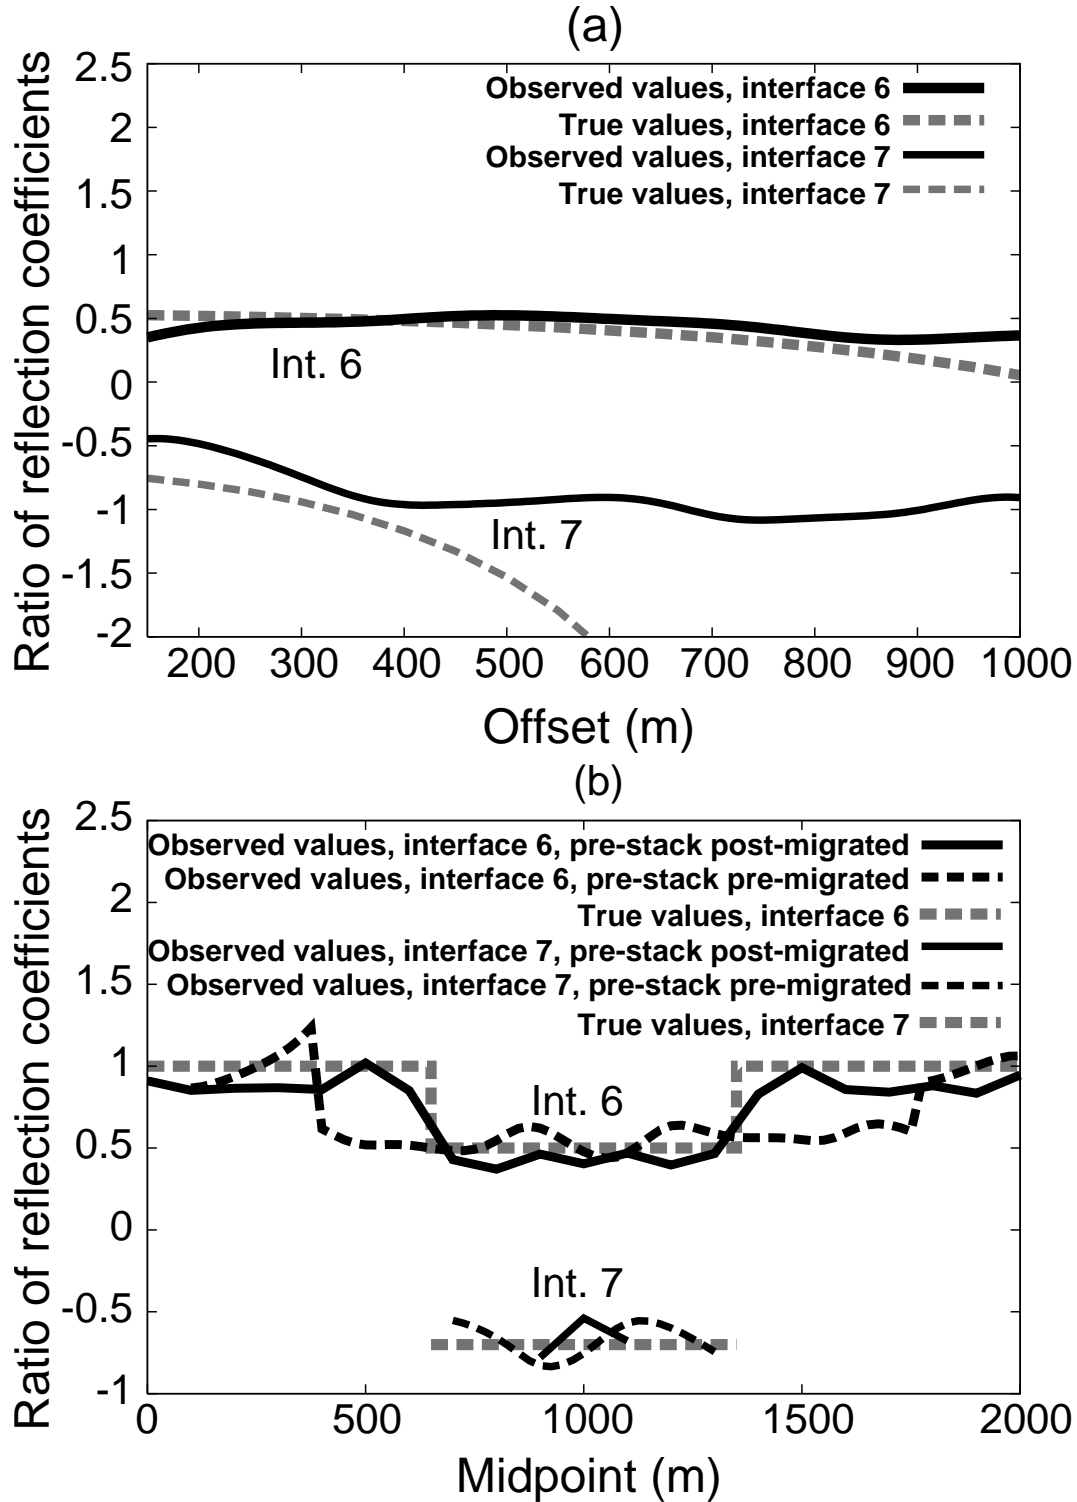 (a)
Ratio of reflection coefficients
2.5
2
1.5
1
0.5
0
-0.5
-1
-1.5
-2
Observed values, interface 6
True values, interface 6
Observed values, interface 7
True values, interface 7
Int. 6
Int. 7
200 300 400 500 600 700 800 900 1000
Offset (m)
(b)
Ratio of reflection coefficients
2.5
2
1.5
1
0.5
0
-0.5
-1
Observed values, interface 6, pre-stack post-migrated
Observed values, interface 6, pre-stack pre-migrated
True values, interface 6
Observed values, interface 7, pre-stack post-migrated
Observed values, interface 7, pre-stack pre-migrated
True values, interface 7
Int. 6
Int. 7
0 500 1000 1500 2000
Midpoint (m)